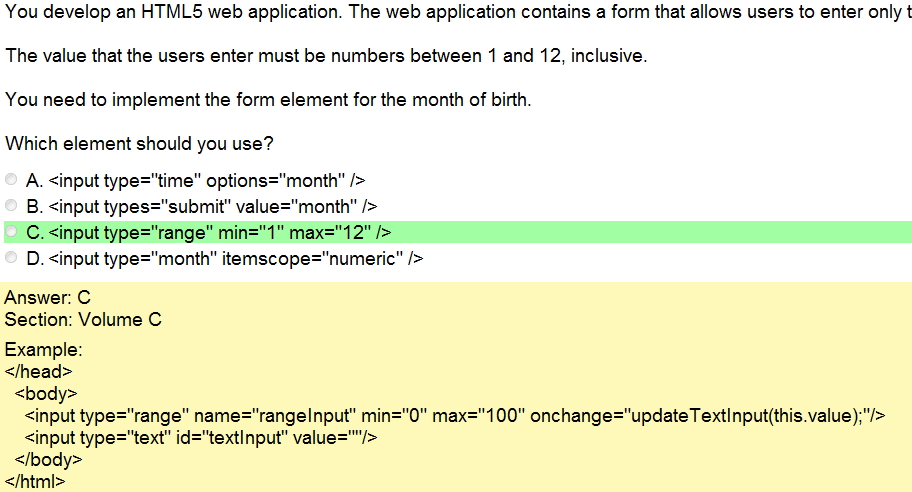 You develop an HTML5 web application. The web application contains a form that allows users to enter only t
The value that the users enter must be numbers between 1 and 12, inclusive.
You need to implement the form element for the month of birth.
Which element should you use?
A. <input type="time" options="month" />
B. <input types="submit" value="month" />
C. <input type="range" min="1" max="12" />
D. <input type="month" itemscope="numeric" />
Answer: C
Section: Volume C
Example:
</head>
<body>
<input type="range" name="rangeInput" min="0" max="100" onchange="updateTextInput(this.value);"/>
<input type="text" id="textInput" value=""/>
</body>
</html>